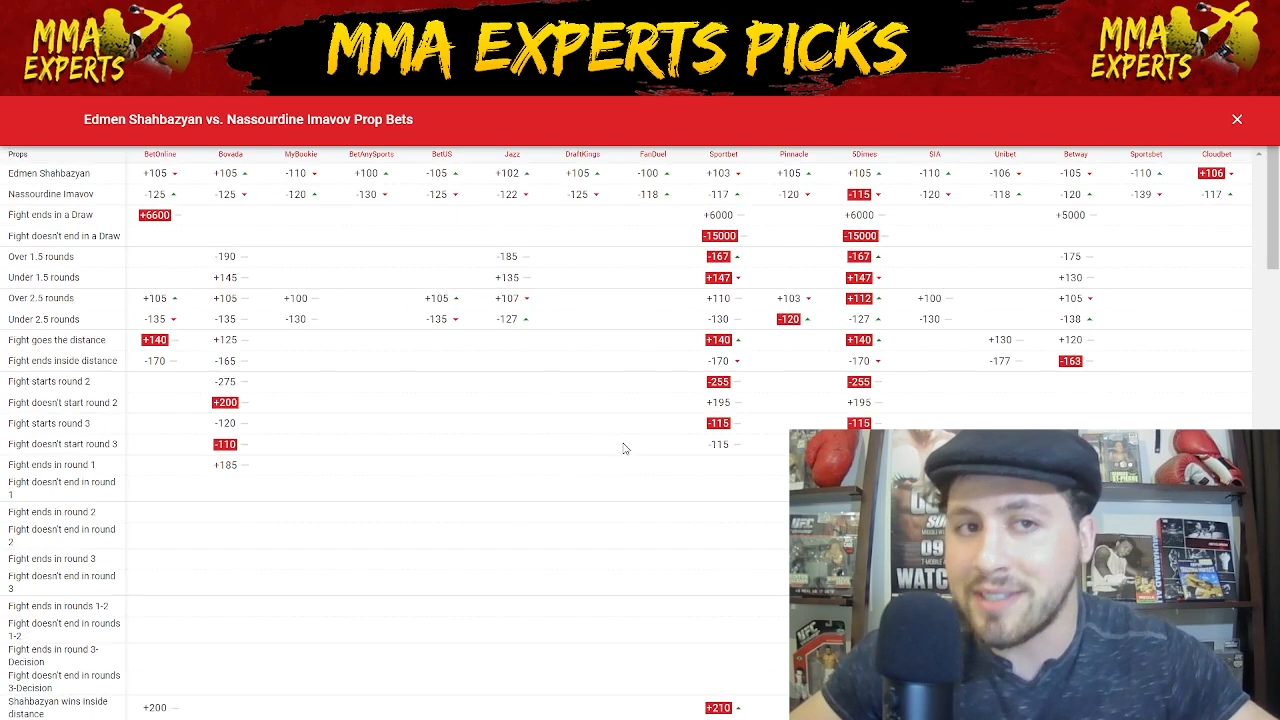 MMA EXPERTS
MMA EXPERTS PICKS
MMA EXPERTS
Edmen Shahbazyan vs. Nassourdine Imavov Prop Bets ×
Props BetOnline Bovada MyBookie BetAnySports BetUS Jazz DraftKings FanDuel Sportbet Pinnacle 5Dimes SIA Unibet Betway Sportsbet Cloudbet
Edmen Shahbazyan +105 +105 -110 +100 -105 +102 +105 -100 +103 +105 +105 -110 -106 -105 -110 +106
Nassourdine Imavov -125 -125 -120 -130 -125 -122 -125 -118 -117 -120 -115 -120 -118 -120 -139 -117
Fight ends in a Draw +6600 +6000 +6000 +5000
Fight doesn't end in a Draw -15000 -15000
Over 1.5 rounds -190 -185 -167 -167 -175
Under 1.5 rounds +145 +135 +147 +147 +130
Over 2.5 rounds +105 +105 +100 +105 +107 +110 +103 +112 +100 +105
Under 2.5 rounds -135 -135 -130 -135 -127 -130 -120 -127 -130 -138
Fight goes the distance +140 +125 +140 +140 +130 +120
Fight ends inside distance -170 -165 -170 -170 -177 -163
Fight starts round 2 -275 -255 -255
Fight doesn't start round 2 +200 +195 +195
Fight starts round 3 -120 -115 -115
Fight doesn't start round 3 -110 -115
Fight ends in round 1 +185
Fight doesn't end in round
1
Fight ends in round 2
Fight doesn't end in round
2
Fight ends in round 3
Fight doesn't end in round
3
Fight ends in rounds 1-2
Fight doesn't end in rounds
1-2
Fight ends in round 3-
Decision
Fight doesn't end in rounds
3-Decision
Shahbazyan wins inside
distance +200 +210
UFC
09
WATC
UFC
MUHAMMAD